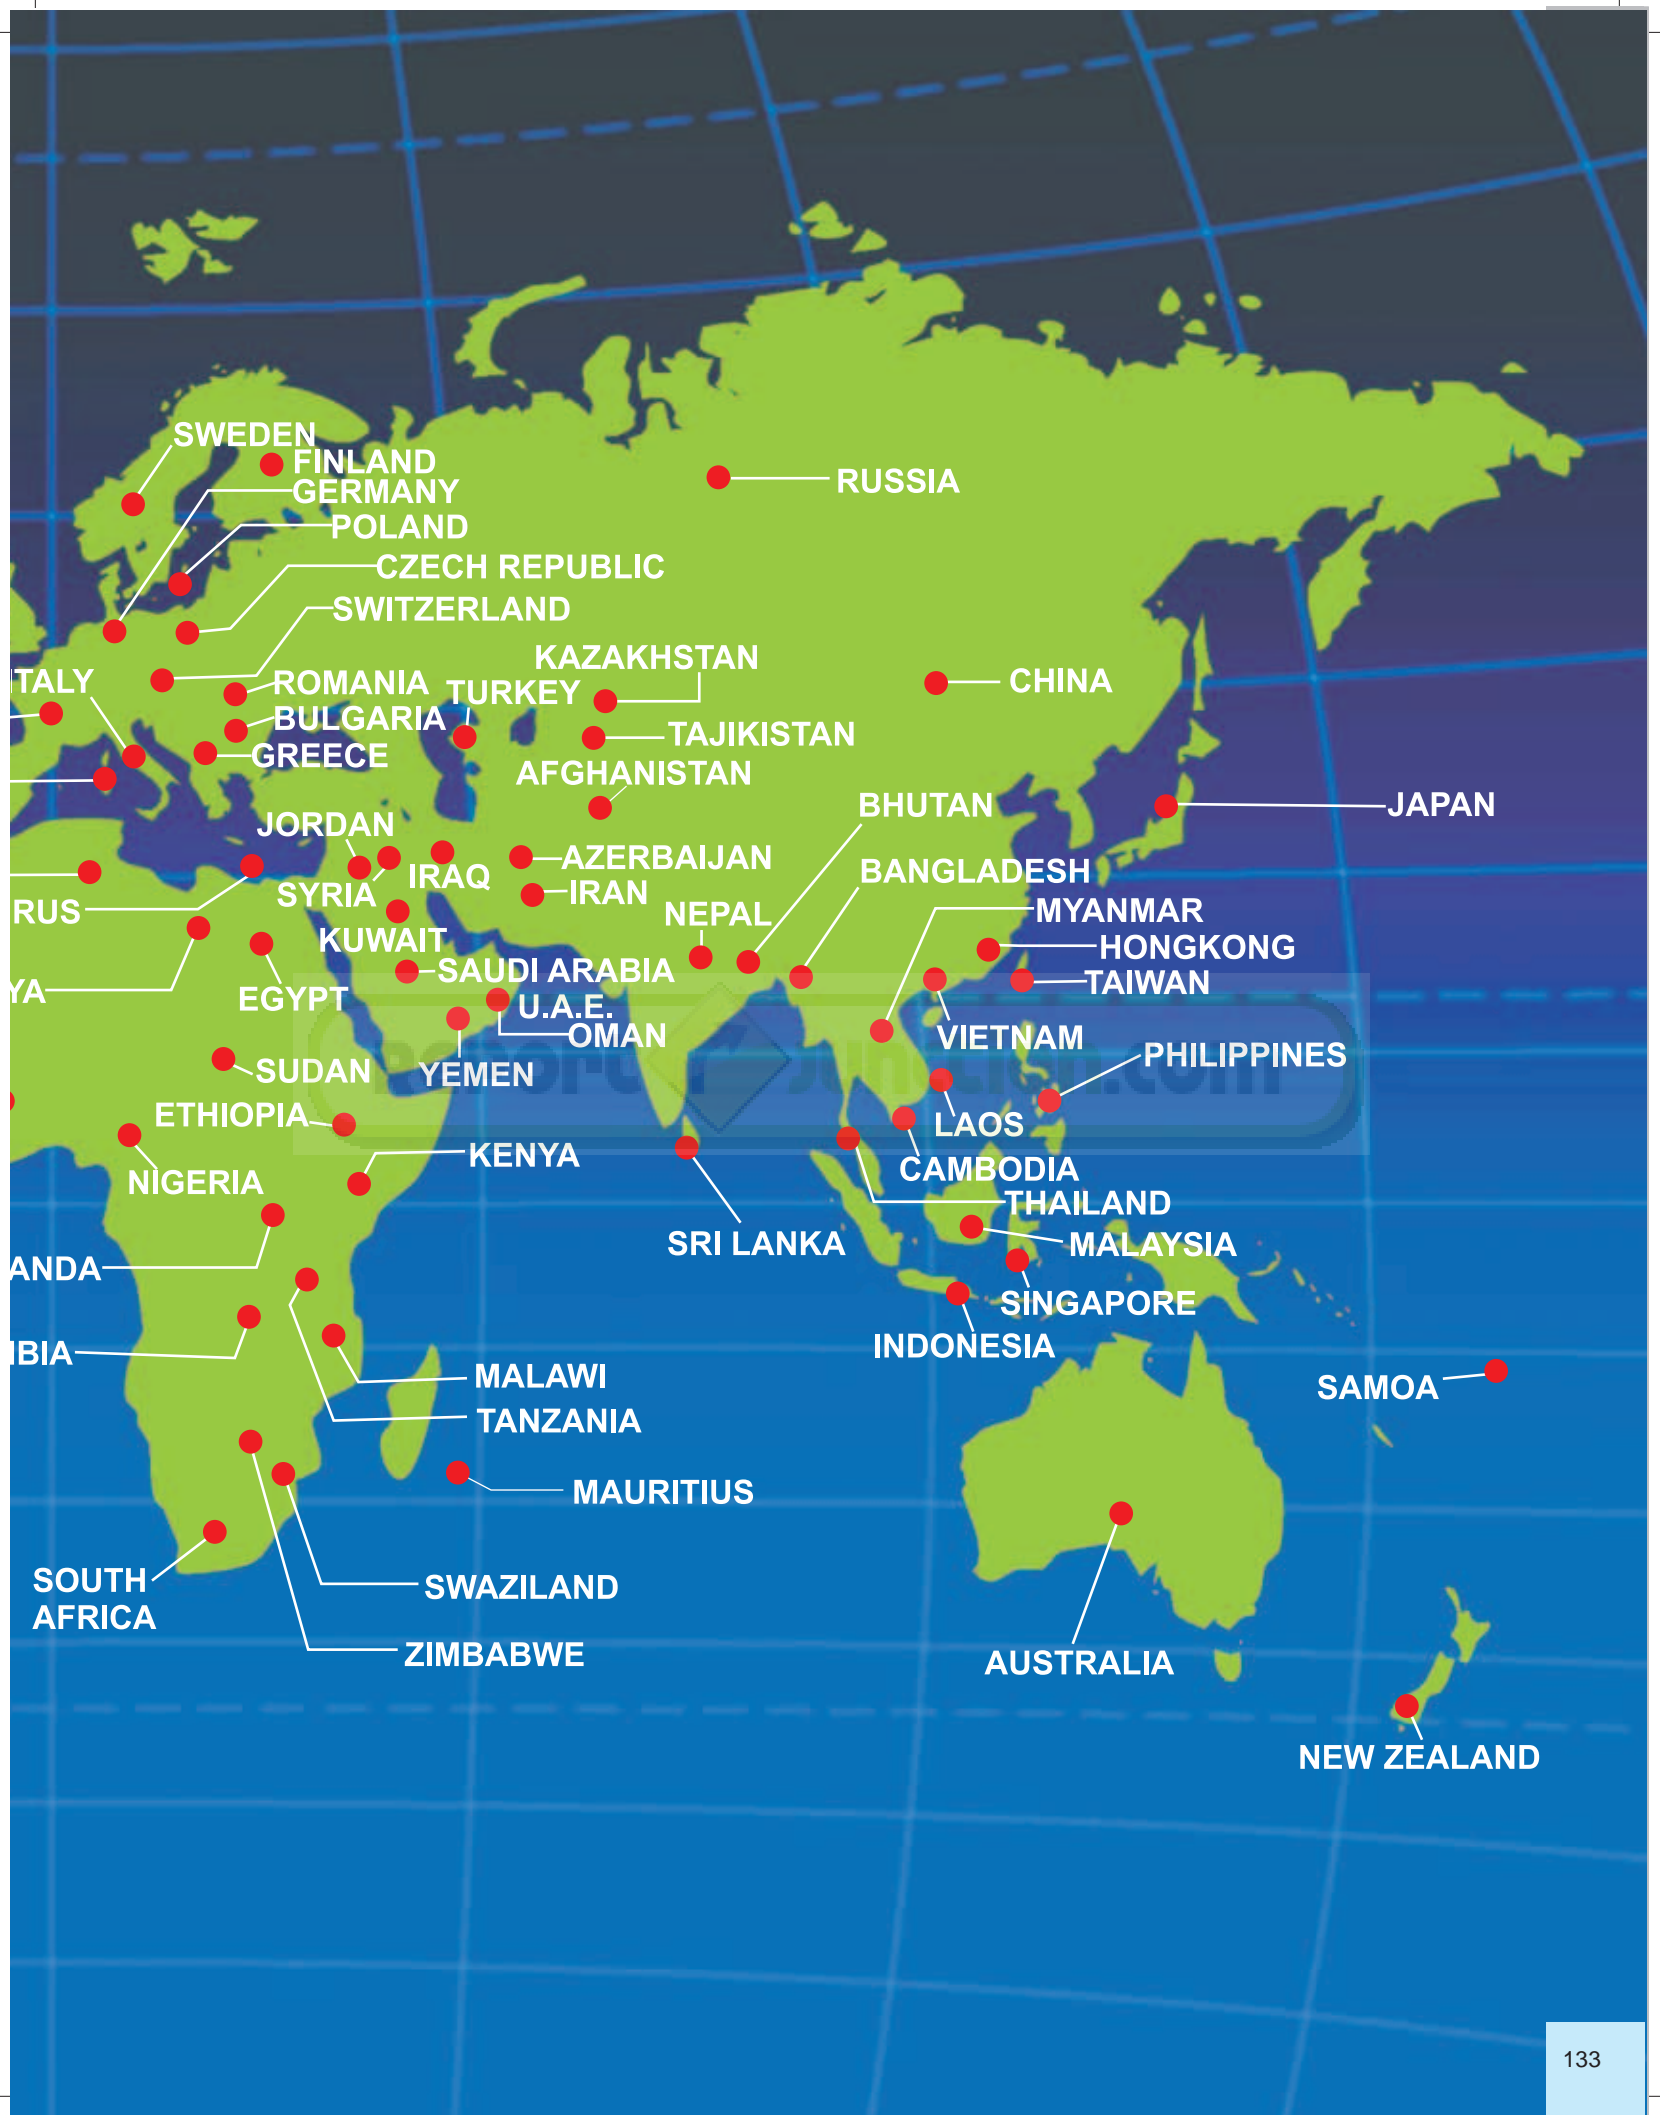 SWEDEN
FINLAND
GERMANY
POLAND
CZECH REPUBLIC
SWITZERLAND
RUSSIA
KAZAKHSTAN
ITALY
ROMANIA
TURKEY
CHINA
BULGARIA
TAJIKISTAN
GREECE
AFGHANISTAN
BHUTAN
JAPAN
JORDAN
AZERBAIJAN
BANGLADESH
IRAQ
SYRIA
IRAN
RUS
NEPAL
MYANMAR
KUWAIT
HONGKONG
SAUDI ARABIA
TAIWAN
YA
EGYPT
U.A.E.
OMAN
VIETNAM
PHILIPPINES
SUDAN
YEMEN
ETHIOPIA
LAOS
KENYA
CAMBODIA
NIGERIA
THAILAND
SRI LANKA
MALAYSIA
ANDA
SINGAPORE
INDONESIA
IBIA
MALAWI
SAMOA
TANZANIA
MAURITIUS
SOUTH
AFRICA
SWAZILAND
ZIMBABWE
AUSTRALIA
NEW ZEALAND
133